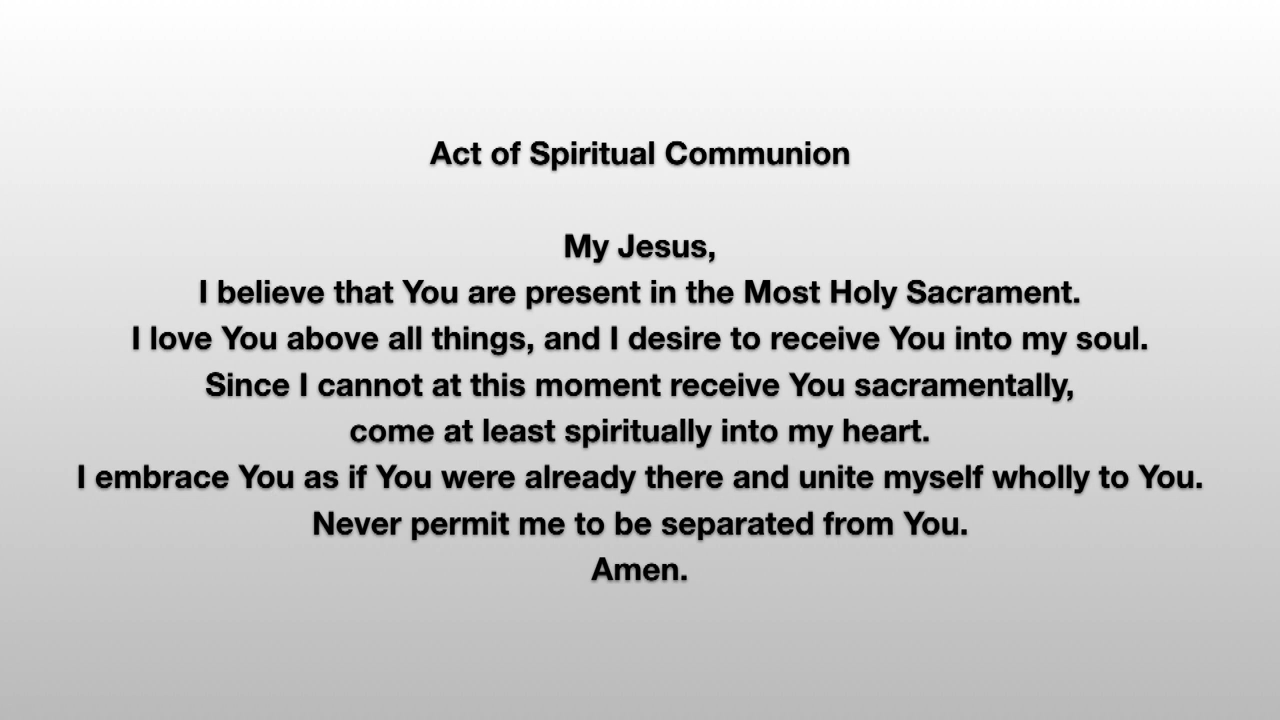 Act of Spiritual Communion
My Jesus,
I believe that You are present in the Most Holy Sacrament.
I love You above all things, and I desire to receive You into my soul.
Since I cannot at this moment receive You sacramentally,
come at least spiritually into my heart.
I embrace You as if You were already there and unite myself wholly to You.
Never permit me to be separated from You.
Amen.